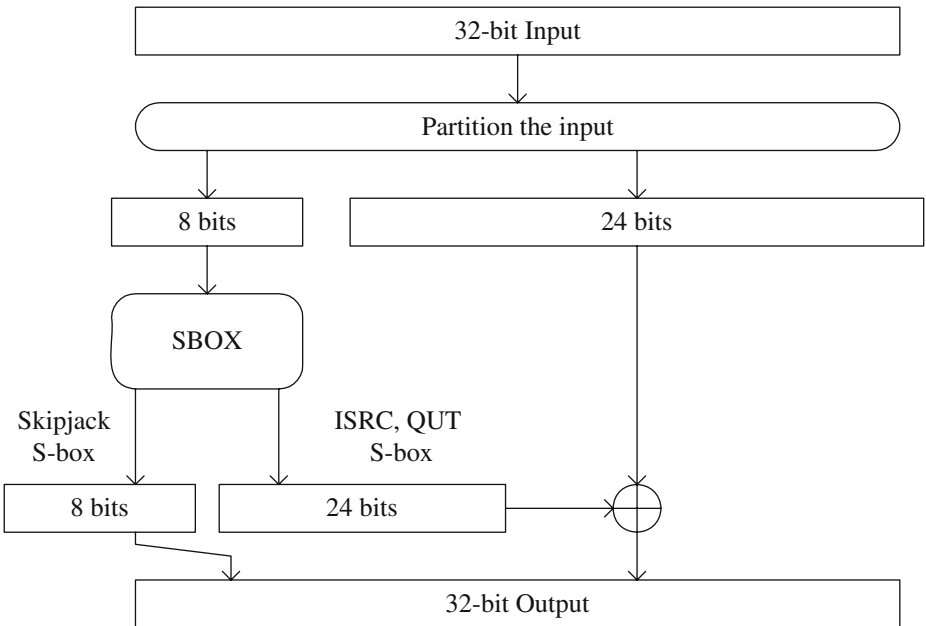 32-bit Input
Partition the input
8 bits
24 bits
SBOX
Skipjack
S-box
ISRC, QUT
S-box
8 bits
24 bits
32-bit Output